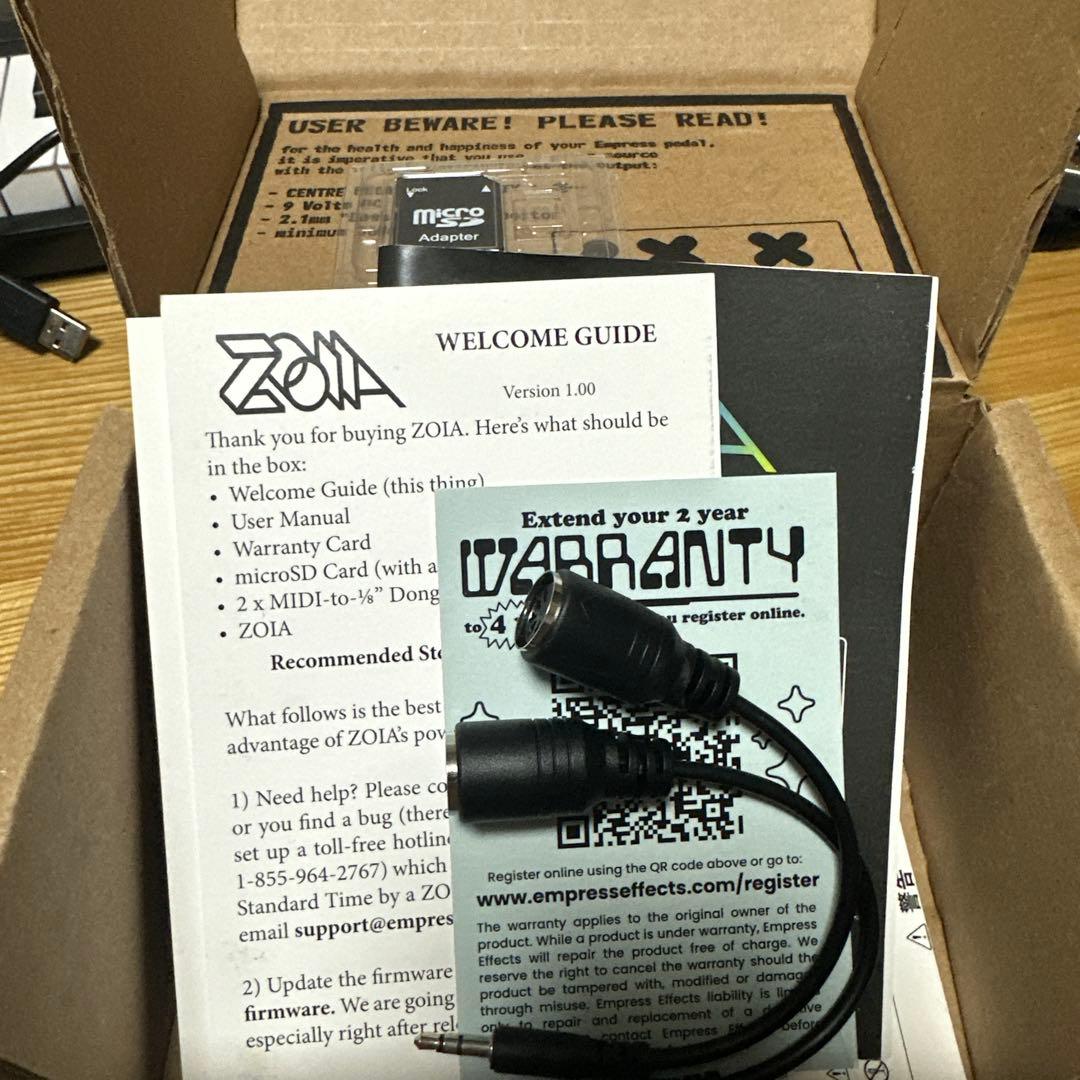 USER BEWARE! PLEASE READ!
for the health and happiness of your Empress pedal,
it is imperative that you use source
with the output:
- CENTRE
- 9 Volts
- 2.1mm
- minimum
Lock
micro
SD
Adapter
ZOIA
WELCOME GUIDE
Version 1.00
Thank you for buying ZOIA. Here's what should be
in the box:
• Welcome Guide (this thing)
• User Manual
• Warranty Card
• microSD Card (with a
• 2 x MIDI-to-⅛” Dong
• ZOIA
Recommended Ste
What follows is the best
advantage of ZOIA's pow
1) Need help? Please co
or you find a bug (there
set up a toll-free hotline
1-855-964-2767) which
Standard Time by a ZO
email support@empres
2) Update the firmware
firmware. We are going
especially right after rel
A
Extend your 2 year
WARRANTY
to 4 register online.
Register online using the QR code above or go to:
www.empresseffects.com/register
The warranty applies to the original owner of the
product. While a product is under warranty, Empress
Effects will repair the product free of charge. We
reserve the right to cancel the warranty should the
product be tampered with, modified or damag
through misuse. Empress Effects liability is
only to repair and replacement of a
contact Empress before
警告